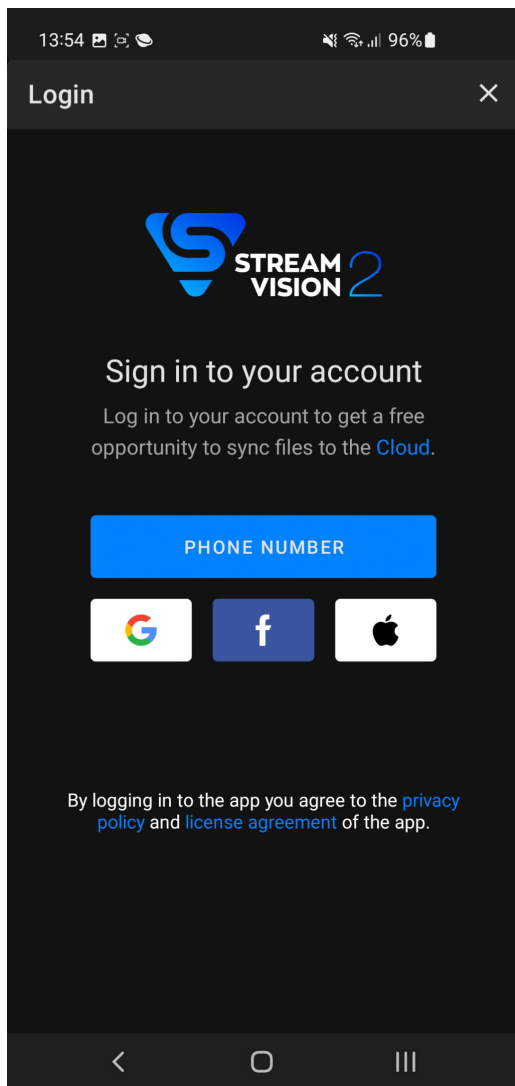 13:54 96%
Login
STREAM 2
VISION
Sign in to your account
Log in to your account to get a free
opportunity to sync files to the Cloud.
PHONE NUMBER
By logging in to the app you agree to the privacy
policy and license agreement of the app.